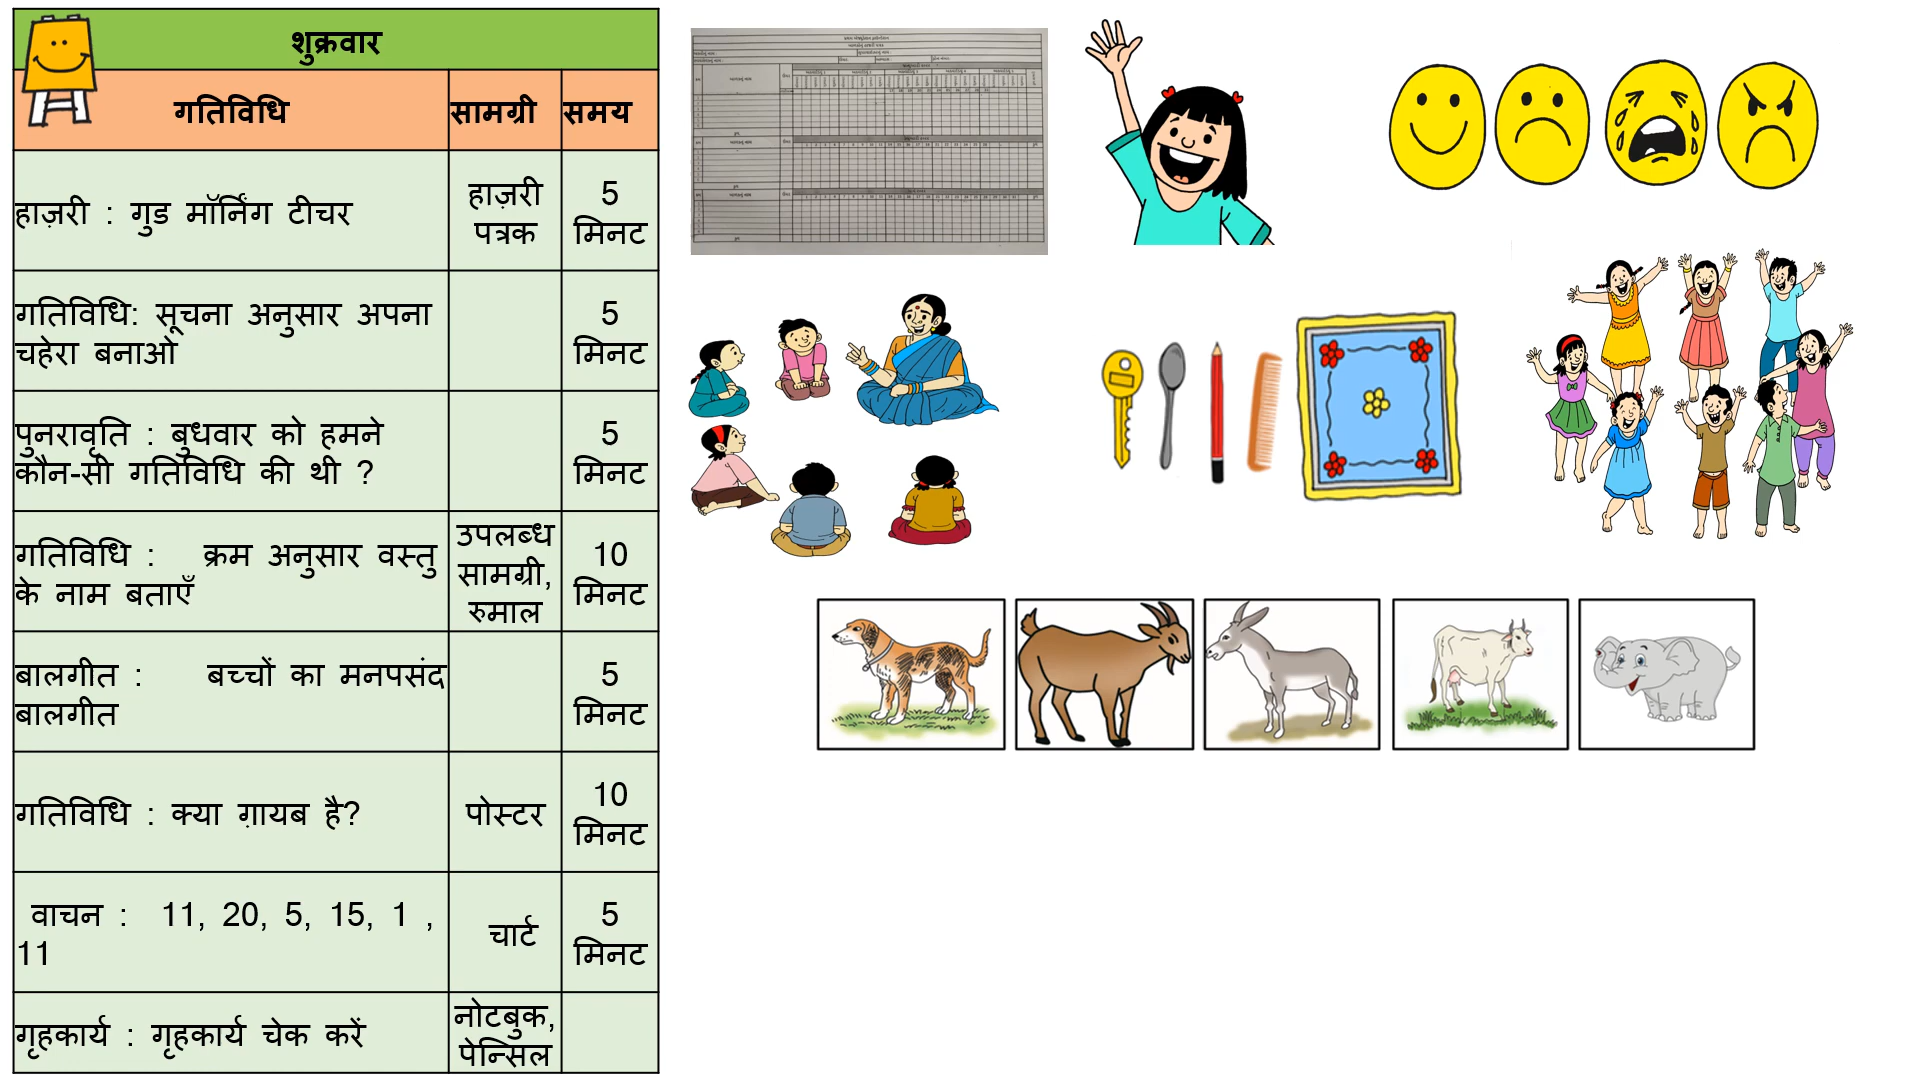 शुक्रवार
गतिविधि सामग्री समय
हाज़री : गुड मॉर्निंग टीचर
हाज़री
पत्रक
5
मिनट
गतिविधि: सूचना अनुसार अपना
चहेरा बनाओ
5
मिनट
पुनरावृति : बुधवार को हमने
कौन-सी गतिविधि की थी ?
5
मिनट
गतिविधि : क्रम अनुसार वस्तु
के नाम बताएँ
उपलब्ध
सामग्री,
रुमाल
10
मिनट
बालगीत : बच्चों का मनपसंद
बालगीत
5
मिनट
गतिविधि : क्या ग़ायब है?
पोस्टर
10
मिनट
वाचन : 11, 20, 5, 15, 1 ,
11
चार्ट
5
मिनट
गृहकार्य : गृहकार्य चेक करें
नोटबुक,
पेन्सिल